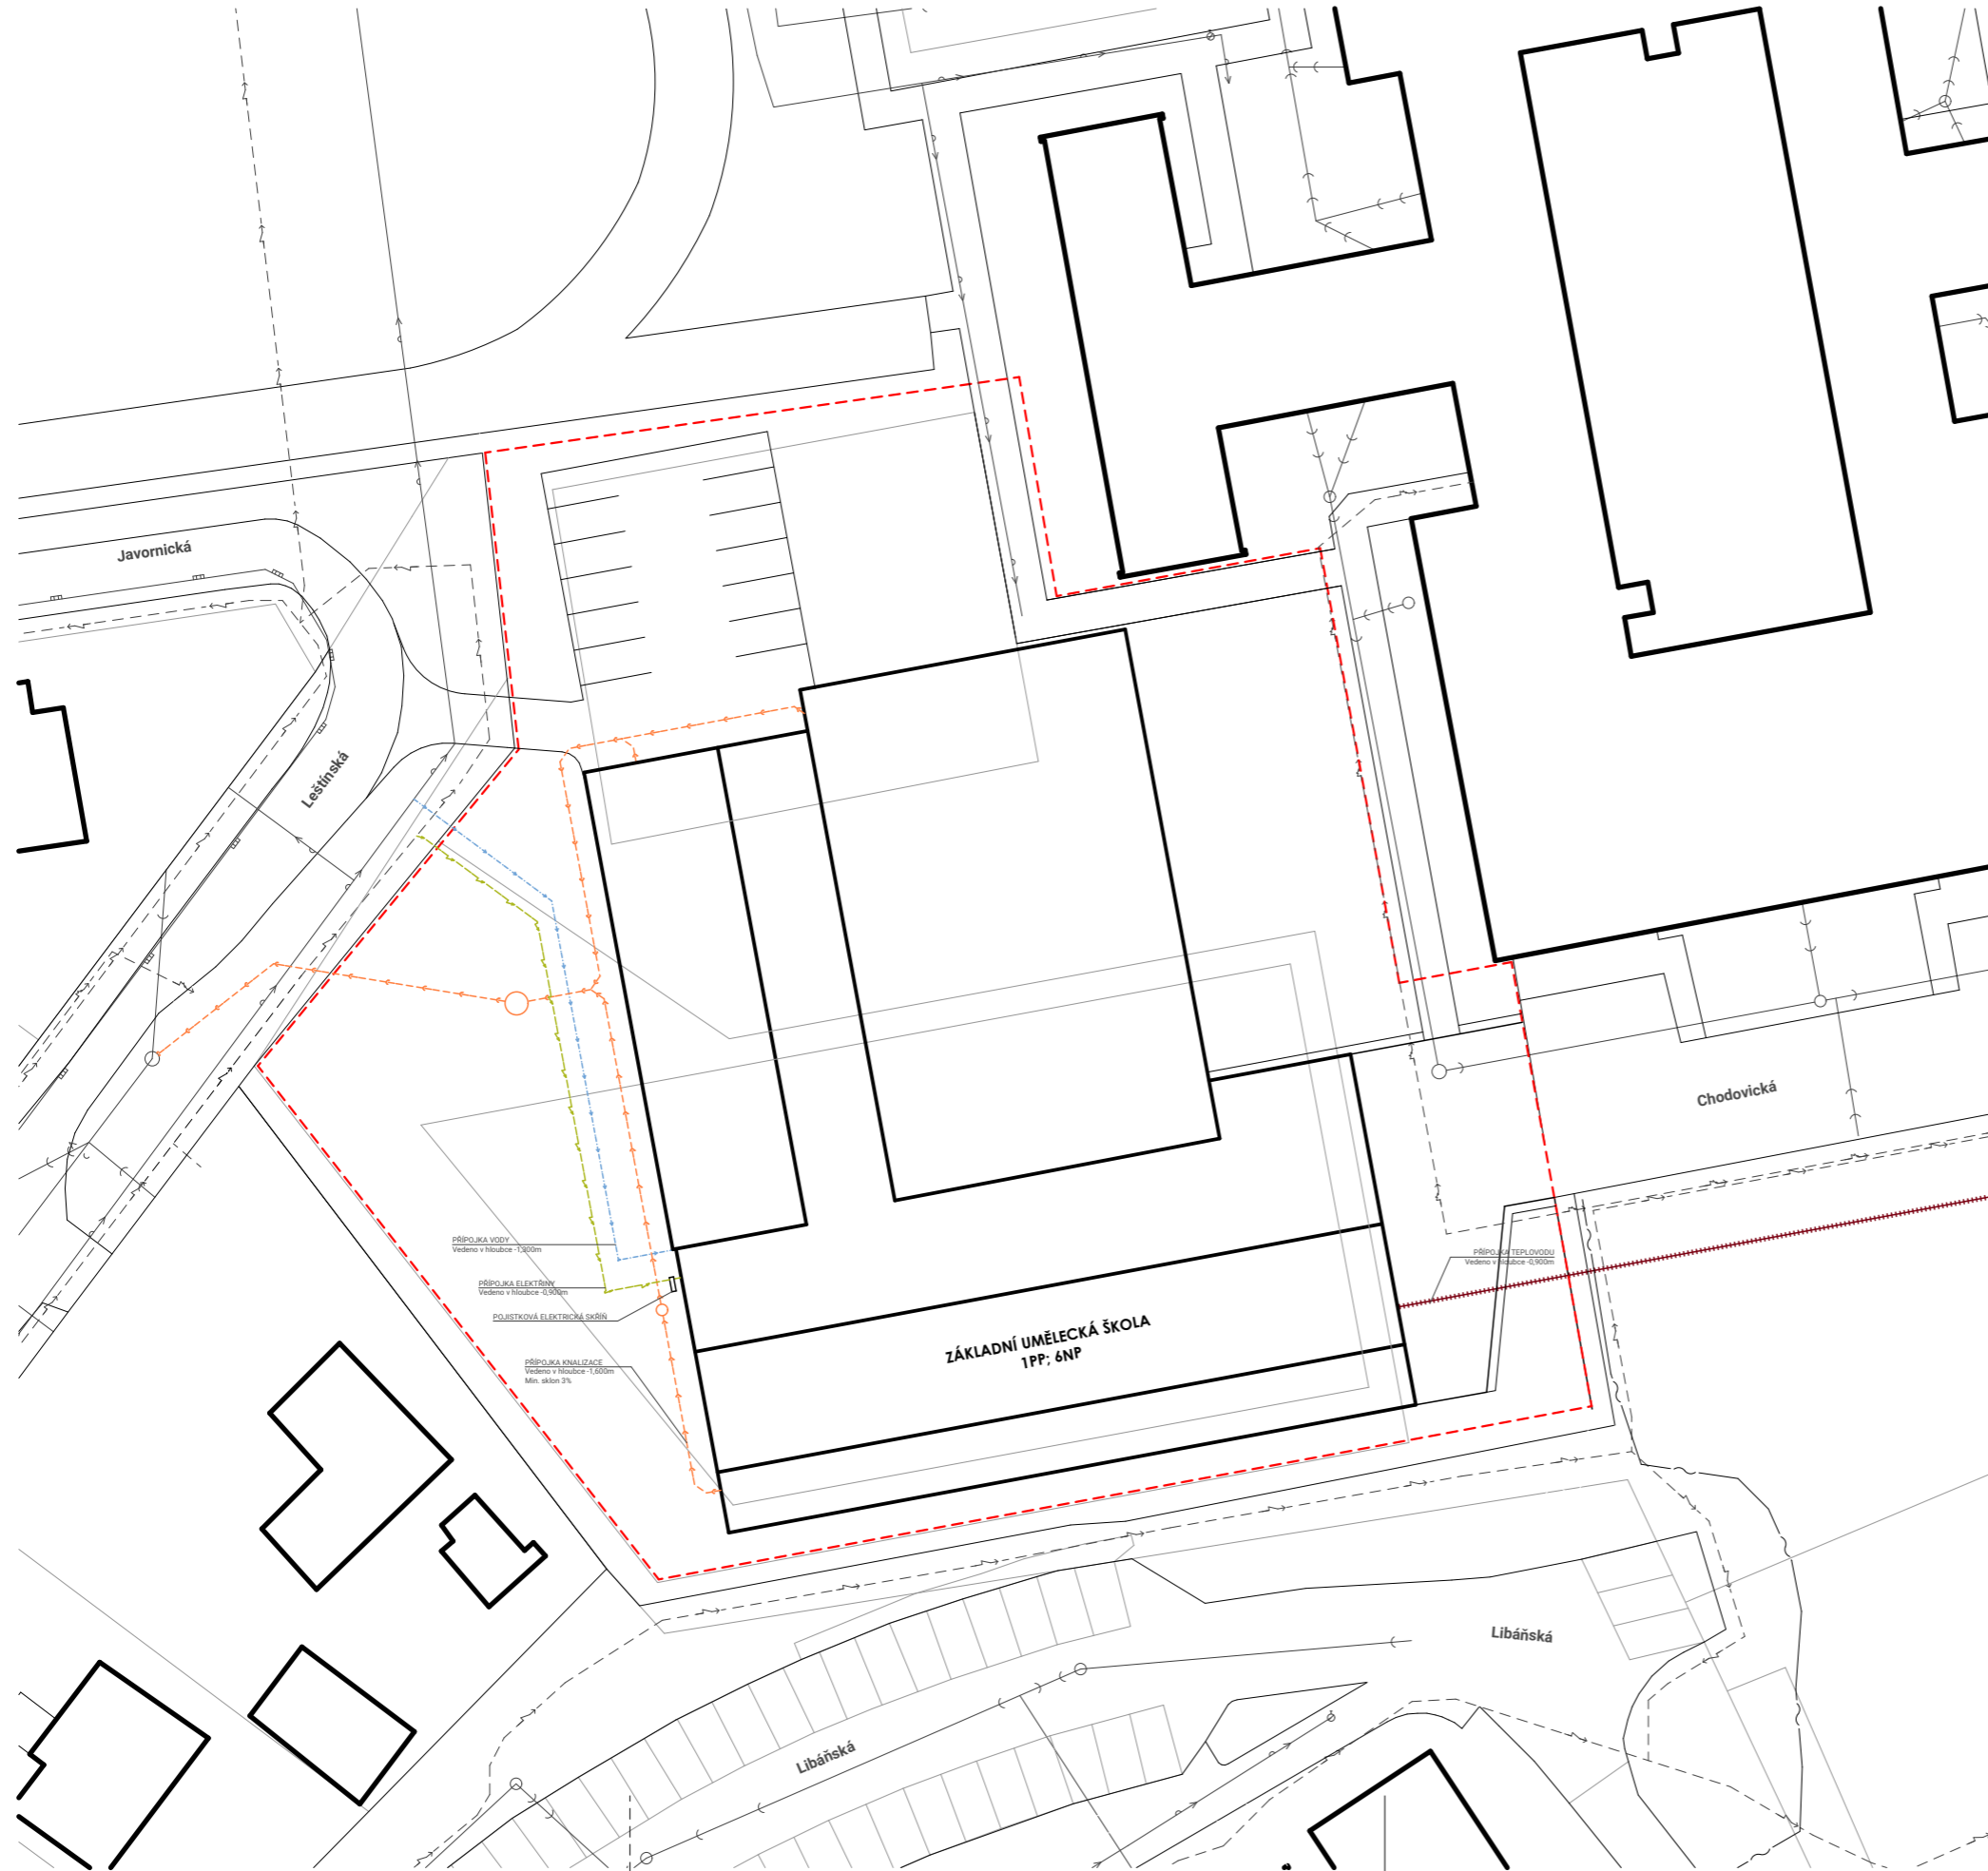 Javornická
Leštínská
Chodovická
PŘÍPOJKA VODY
Vedeno v hloubce -1,300m
PŘÍPOJKA TEPLOVODU
Vedeno v hloubce -0,900m
PŘÍPOJKA ELEKTŘINY
Vedeno v hloubce -0,900m
POJISTKOVÁ ELEKTRICKÁ SKŘÍŇ
ZÁKLADNÍ UMĚLECKÁ ŠKOLA
1PP; 6NP
PŘÍPOJKA KNALIZACE
Vedeno v hloubce -1,600m
Min. sklon 3%
Libáňská
Libáňská